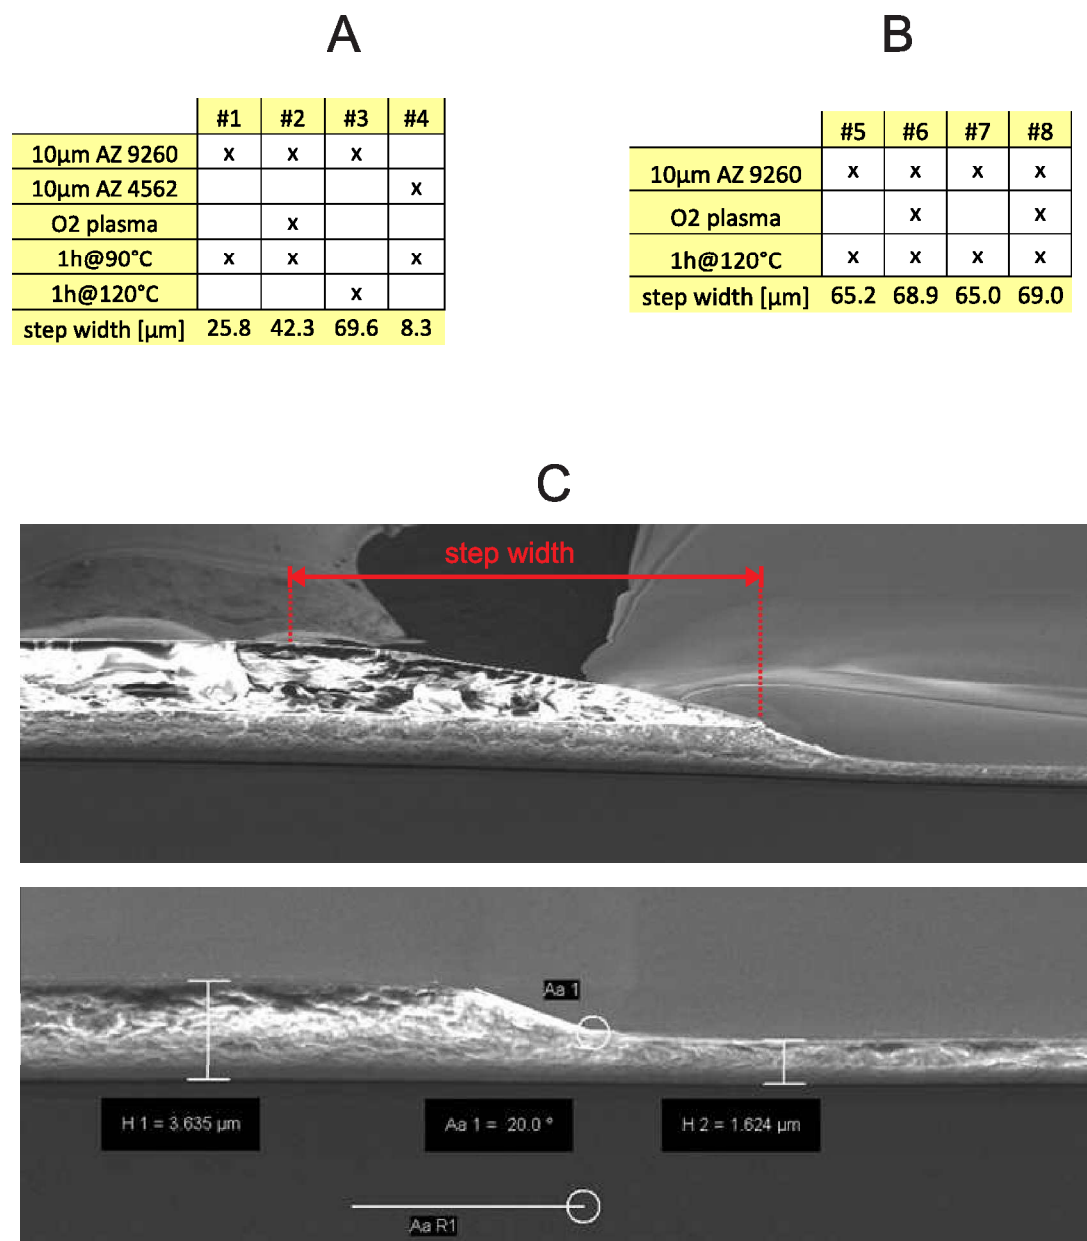 A
#1 #2 #3 #4
10µm AZ 9260 x x x
10µm AZ 4562 x
O2 plasma x
1h@90°C x x x
1h@120°C x
step width [µm] 25.8 42.3 69.6 8.3
B
#5 #6 #7 #8
10µm AZ 9260 x x x x
O2 plasma x x
1h@120°C x x x x
step width [µm] 65.2 68.9 65.0 69.0
C
step width
Aa 1
H 1 = 3.635 µm
Aa 1 = 20.0 °
H 2 = 1.624 µm
Aa R1